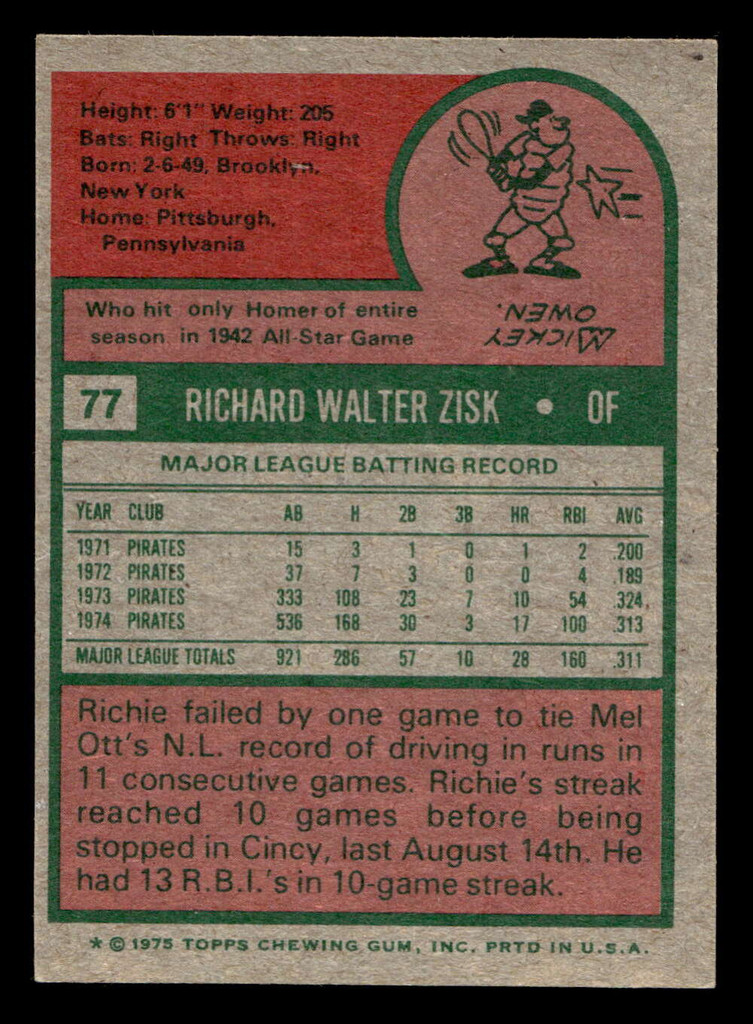 Height: 6'1" Weight: 205
Bats: Right Throws: Right
Born: 2-6-49, Brooklyn,
New York
Home: Pittsburgh,
Pennsylvania
Who hit only Homer of entire
season in 1942 All-Star Game
MICKEY
OWEN.
77 RICHARD WALTER ZISK • OF
MAJOR LEAGUE BATTING RECORD
YEAR CLUB AB H 2B 3B HR RBI AVG
1971 PIRATES 15 3 1 0 1 2 .200
1972 PIRATES 37 7 3 0 0 4 .189
1973 PIRATES 333 108 23 7 10 54 .324
1974 PIRATES 536 168 30 3 17 100 .313
MAJOR LEAGUE TOTALS 921 286 57 10 28 160 .311
Richie failed by one game to tie Mel
Ott's N.L. record of driving in runs in
11 consecutive games. Richie's streak
reached 10 games before being
stopped in Cincy, last August 14th. He
had 13 R.B.I.'s in 10-game streak.
* © 1975 TOPPS CHEWING GUM, INC. PRTD IN U.S.A.